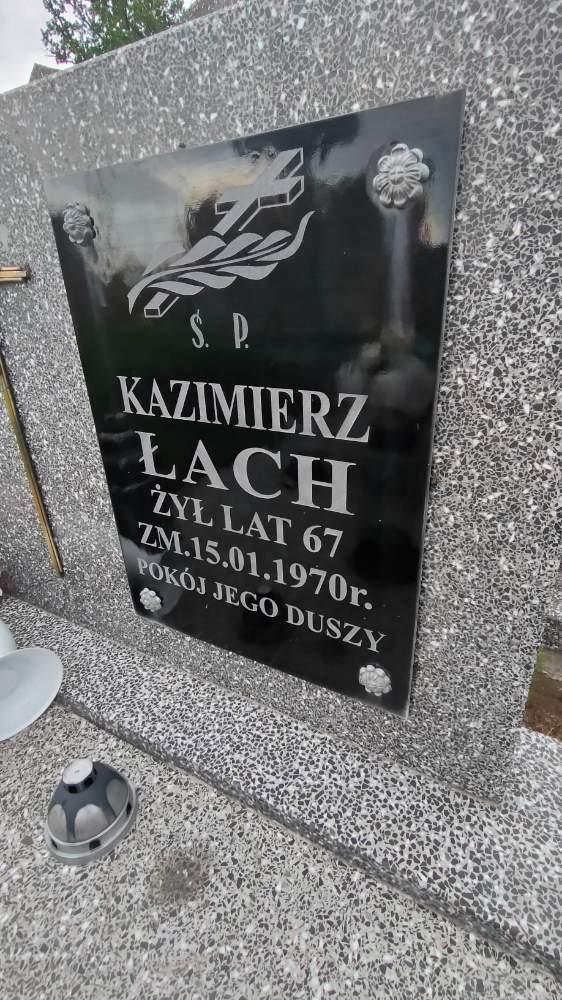 Ś. P.
KAZIMIERZ
ŁACH
ŻYŁ LAT 67
ZM.15.01.1970r.
POKÓJ JEGO DUSZY